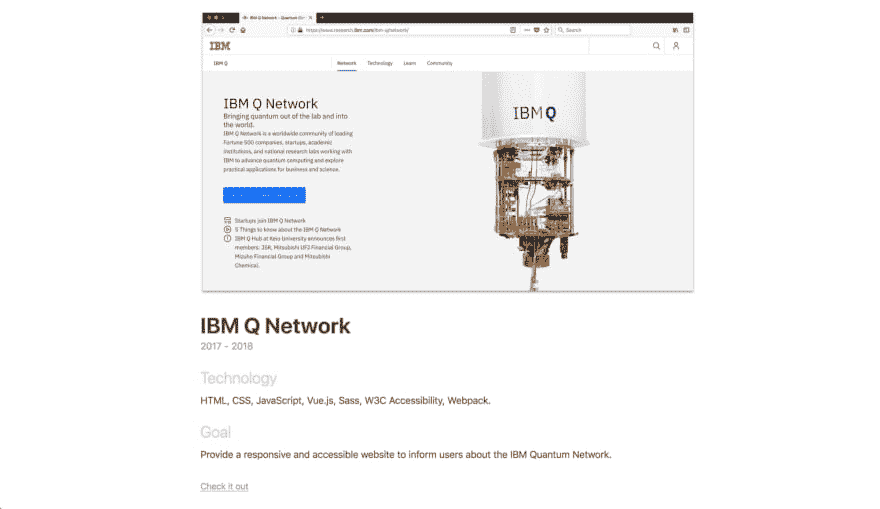 IBM Q Network - Quantum
https://www.research.ibm.com/ibm-q/network/
Search
IBM
IBM Q
Network
Technology
Learn
Community
IBM Q Network
Bringing quantum out of the lab and into
the world.
IBM Q Network is a worldwide community of leading
Fortune 500 companies, startups, academic
institutions, and national research labs working with
IBM to advance quantum computing and explore
practical applications for business and science.
Startups join IBM Q Network
5 Things to know about the IBM Q Network
IBM Q Hub at Keio University announces first
members: JSR, Mitsubishi UFJ Financial Group,
Mizuho Financial Group and Mitsubishi
Chemical.
IBM Q
IBM Q Network
2017 - 2018
Technology
HTML, CSS, JavaScript, Vue.js, Sass, W3C Accessibility, Webpack.
Goal
Provide a responsive and accessible website to inform users about the IBM Quantum Network.
Check it out